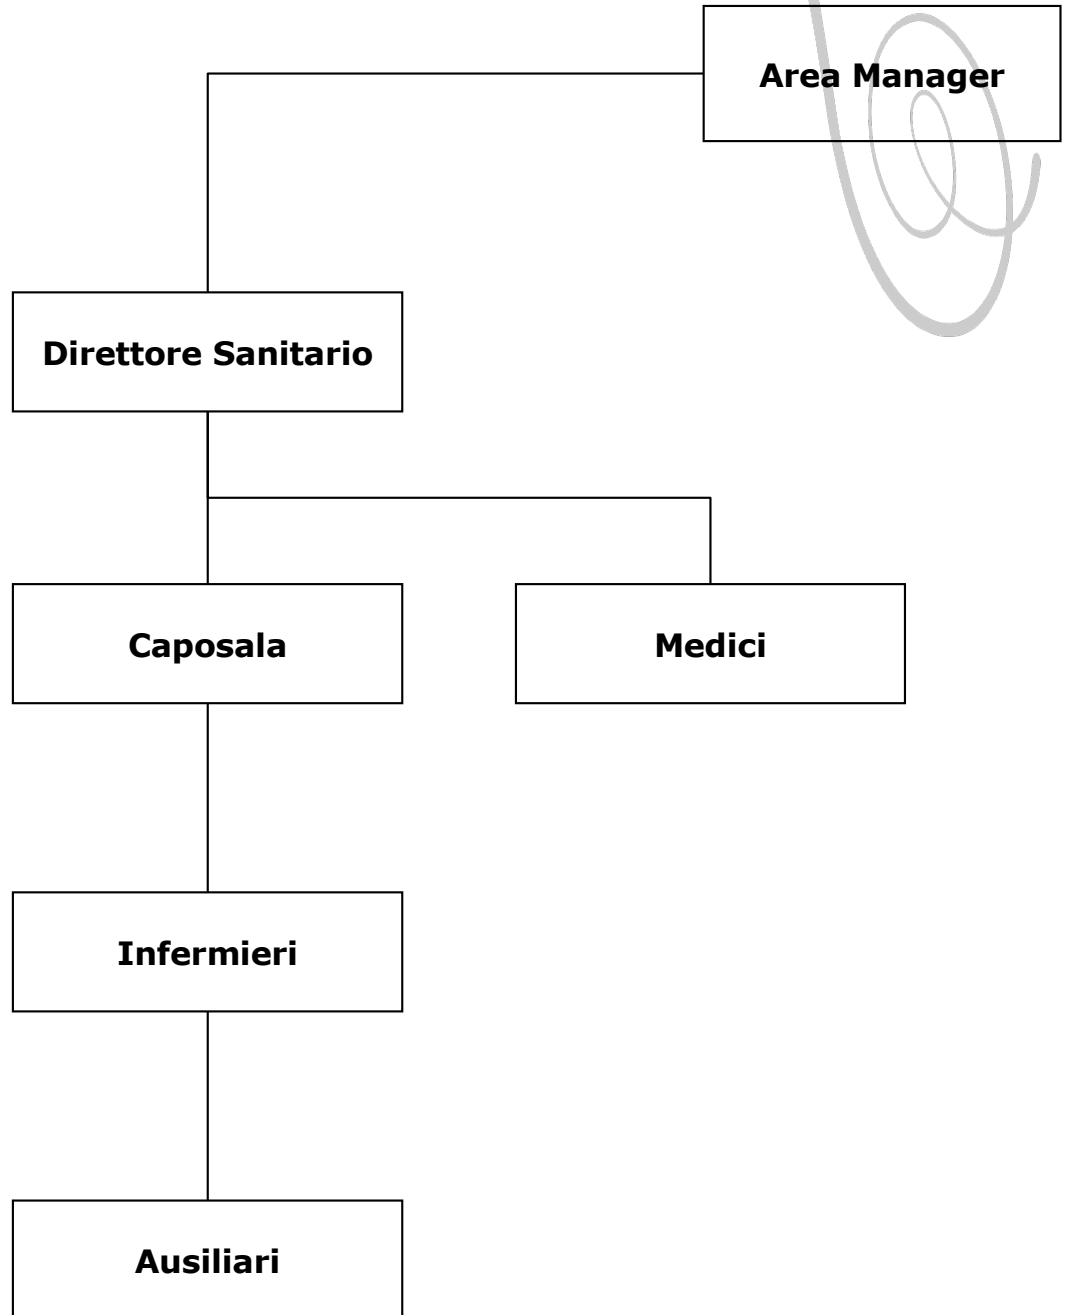 Area Manager
Direttore Sanitario
Caposala
Medici
Infermieri
Ausiliari